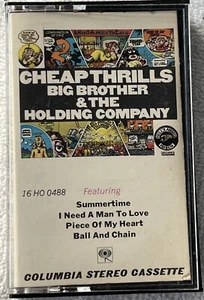 CHEAP THRILLS
BIG BROTHER
& THE
HOLDING COMPANY
16 HO 0488
Featuring
Summertime
I Need A Man To Love
Piece Of My Heart
Ball And Chain
COLUMBIA STEREO CASSETTE